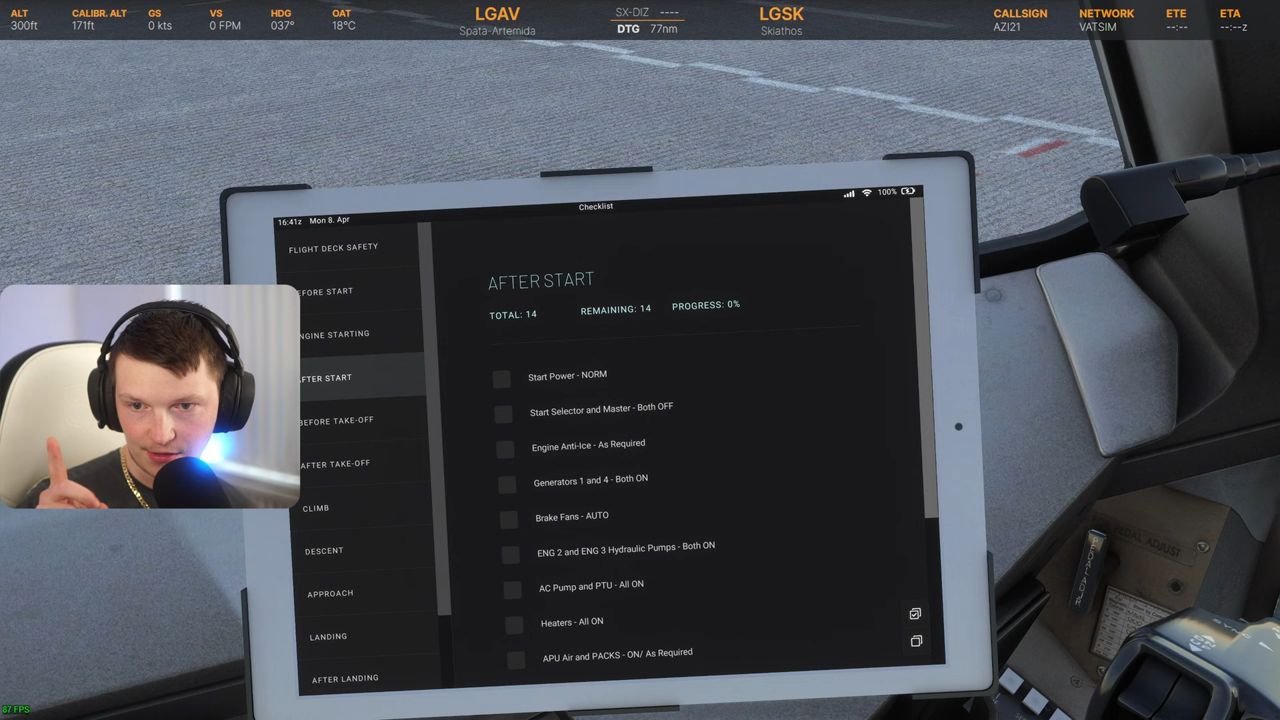 ALT
300ft
CALIBR. ALT
171ft
GS
0 kts
VS
0 FPM
HDG
037°
OAT
18°C
LGAV
Spata-Artemida
SX-DIZ ----
DTG 77nm
LGSK
Skiathos
CALLSIGN
AZI21
NETWORK
VATSIM
ETE
--:--
ETA
--:--z
16:41z Mon 8. Apr
Checklist
100%
FLIGHT DECK SAFETY
EFORE START
NGINE STARTING
FTER START
BEFORE TAKE-OFF
AFTER TAKE-OFF
CLIMB
DESCENT
APPROACH
LANDING
AFTER LANDING
AFTER START
TOTAL: 14 REMAINING: 14 PROGRESS: 0%
Start Power - NORM
Start Selector and Master - Both OFF
Engine Anti-Ice - As Required
Generators 1 and 4 - Both ON
Brake Fans - AUTO
ENG 2 and ENG 3 Hydraulic Pumps - Both ON
AC Pump and PTU - All ON
Heaters - All ON
APU Air and PACKS - ON/ As Required
PEDAL ADJUST
PEDAL ADJ
SYNC
87 FPS